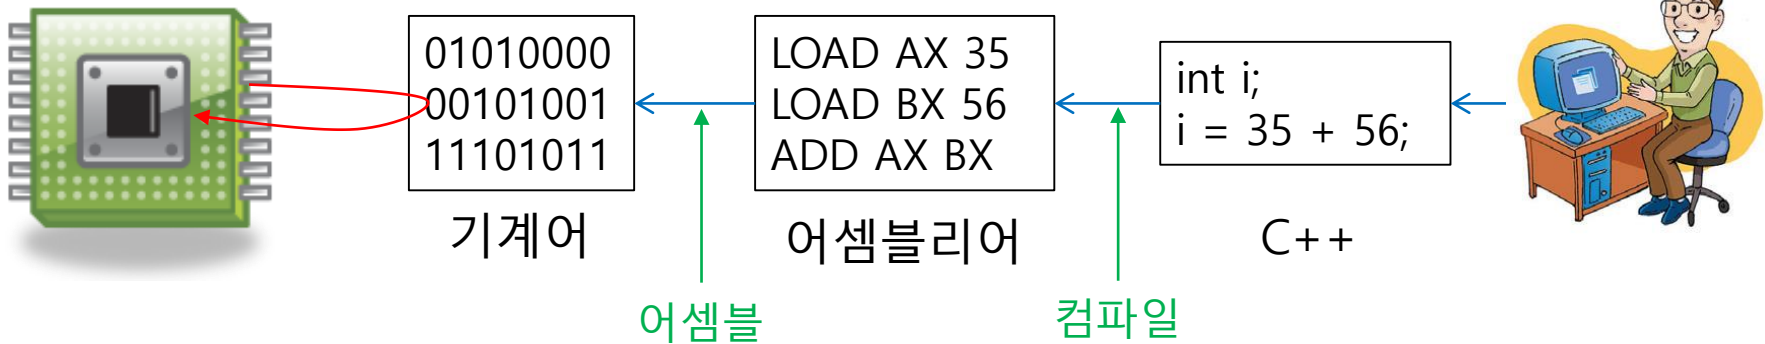 01010000
00101001
11101011
기계어
LOAD AX 35
LOAD BX 56
ADD AX BX
어셈블리어
int i;
i = 35 + 56;
C++
어셈블
컴파일